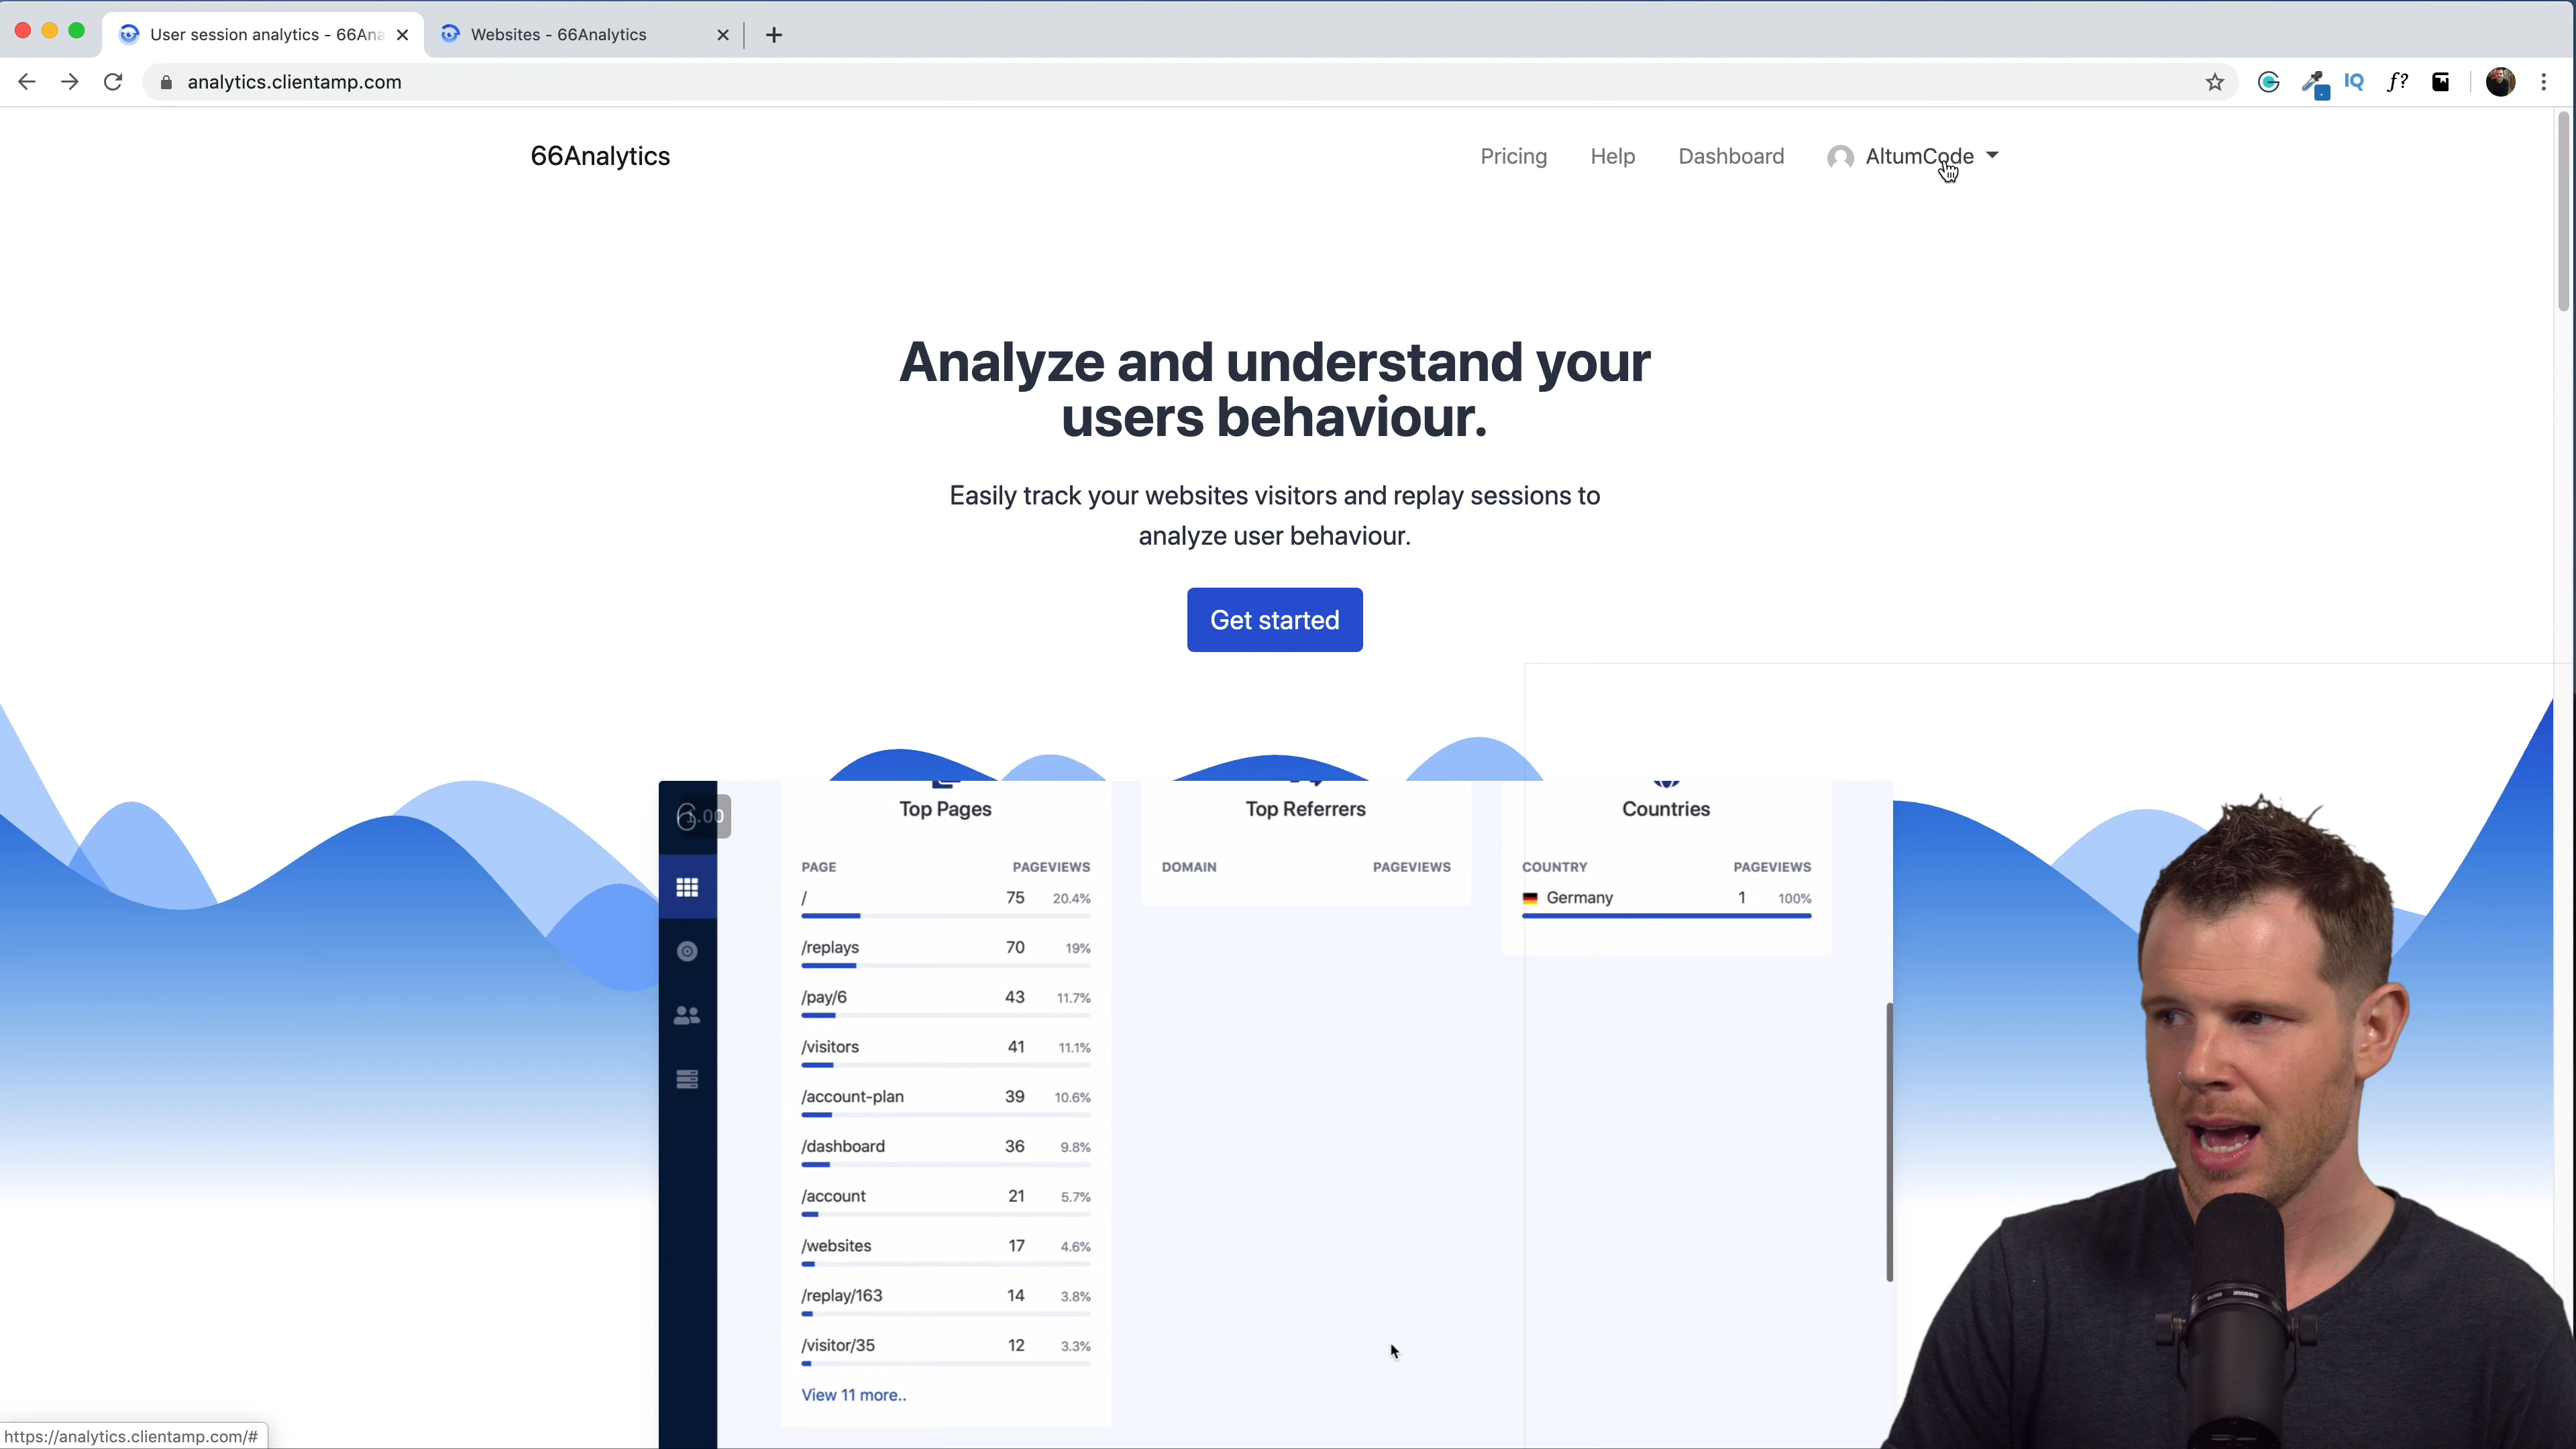 User session analytics - 66Ana
Websites - 66Analytics
analytics.clientamp.com
IQ
f?
66Analytics
Pricing
Help
Dashboard
AltumCode
Analyze and understand your
users behaviour.
Easily track your websites visitors and replay sessions to
analyze user behaviour.
Get started
6
1.00
Top Pages
PAGE PAGEVIEWS
/ 75 20.4%
/replays 70 19%
/pay/6 43 11.7%
/visitors 41 11.1%
/account-plan 39 10.6%
/dashboard 36 9.8%
/account 21 5.7%
/websites 17 4.6%
/replay/163 14 3.8%
/visitor/35 12 3.3%
View 11 more..
Top Referrers
DOMAIN PAGEVIEWS
Countries
COUNTRY PAGEVIEWS
Germany 1 100%
https://analytics.clientamp.com/#